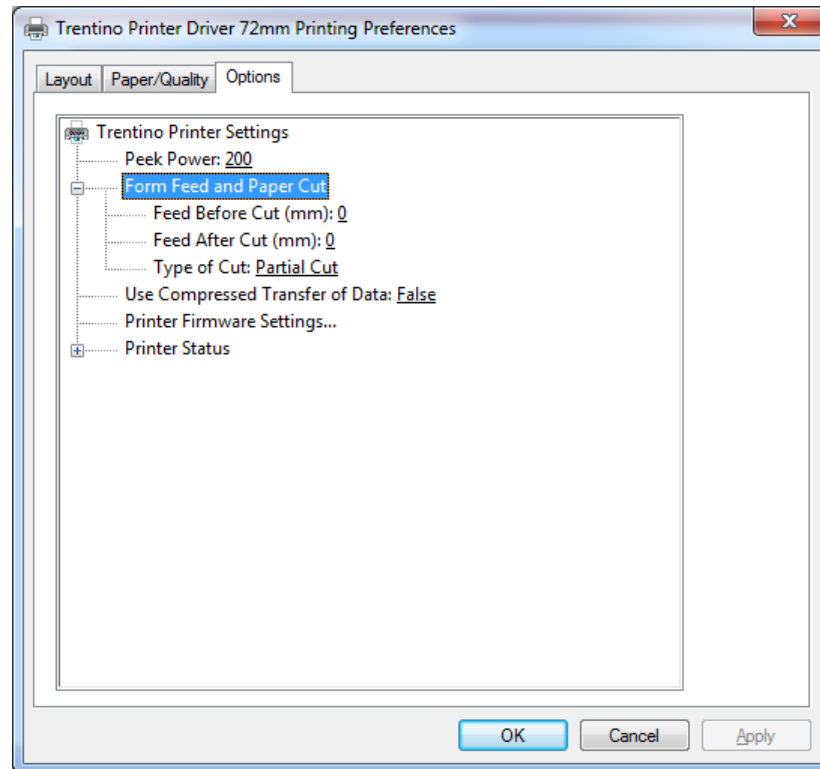 Trentino Printer Driver 72mm Printing Preferences
Layout Paper/Quality Options
Trentino Printer Settings
Peek Power: 200
Form Feed and Paper Cut
Feed Before Cut (mm): 0
Feed After Cut (mm): 0
Type of Cut: Partial Cut
Use Compressed Transfer of Data: False
Printer Firmware Settings...
Printer Status
OK Cancel Apply